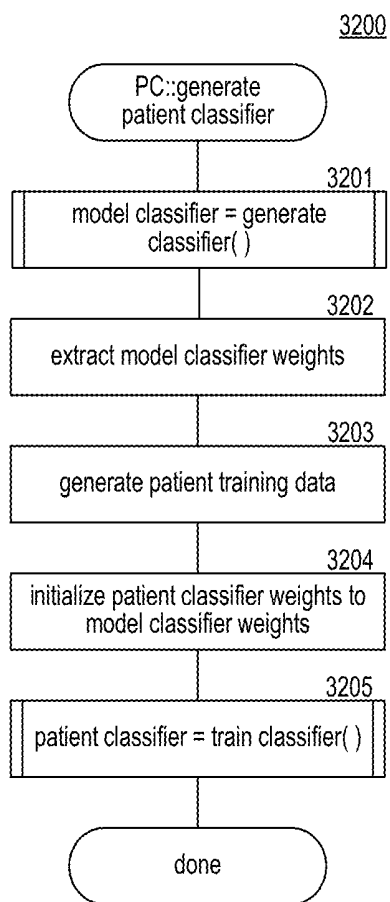 3200
PC::generate
patient classifier
3201
model classifier = generate
classifier( )
3202
extract model classifier weights
3203
generate patient training data
3204
initialize patient classifier weights to
model classifier weights
3205
patient classifier = train classifier( )
done